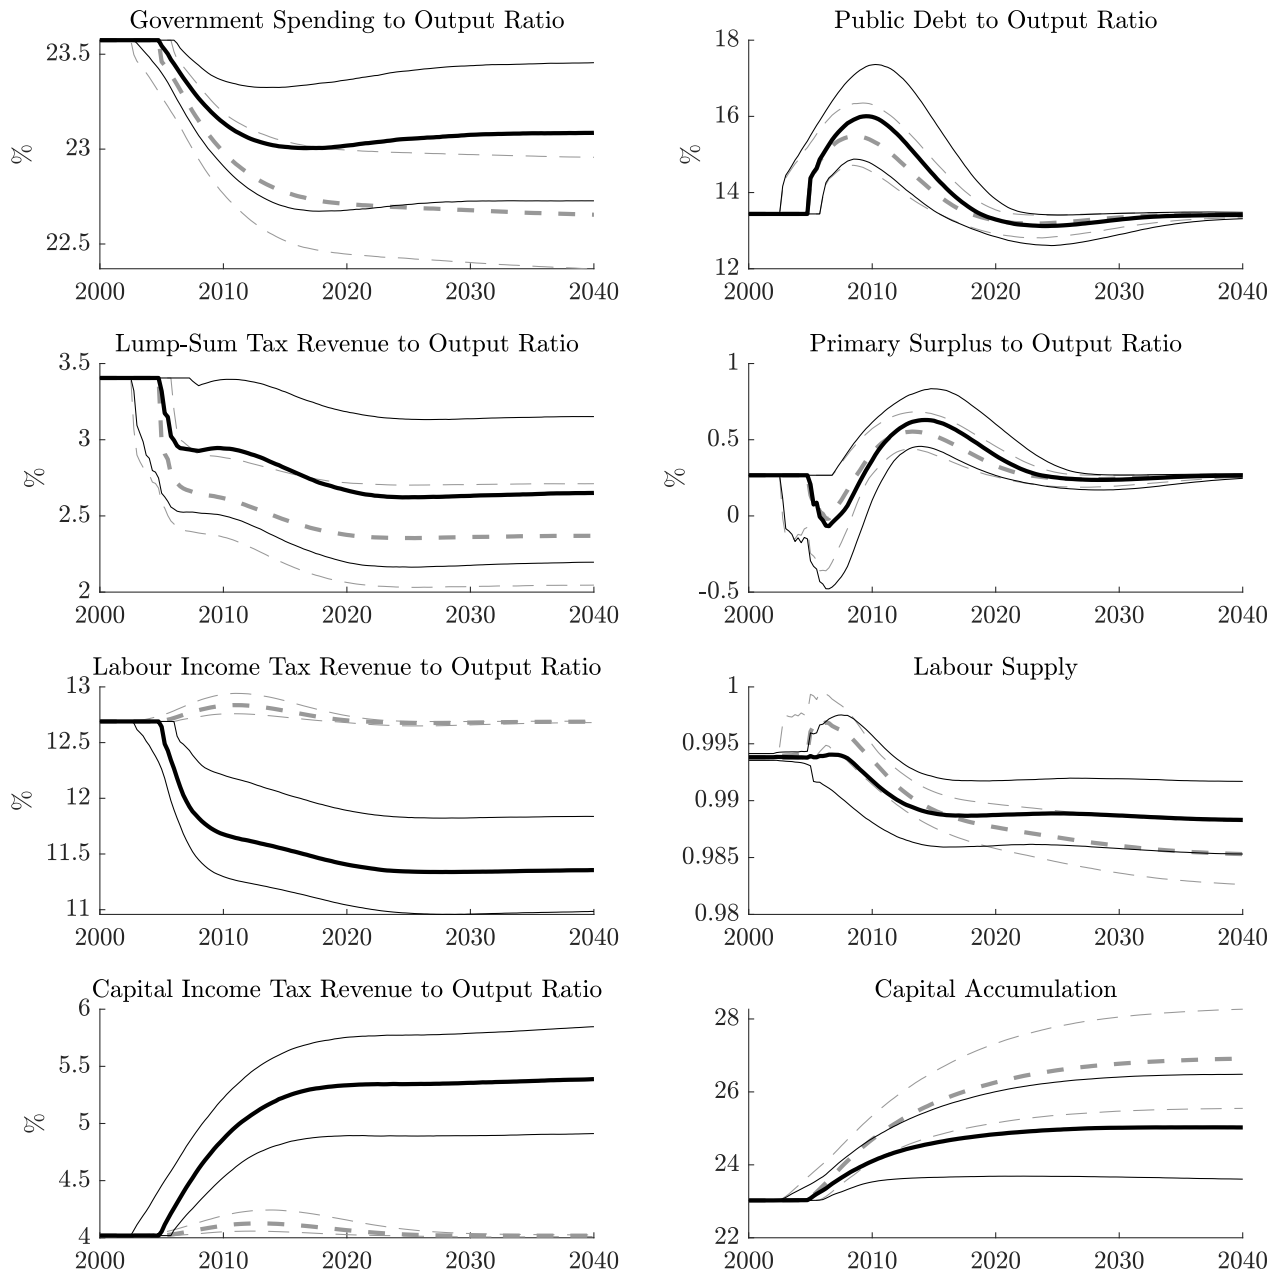 Government Spending to Output Ratio
%
23.5
23
22.5
2000 2010 2020 2030 2040
Public Debt to Output Ratio
%
18
16
14
12
2000 2010 2020 2030 2040
Lump-Sum Tax Revenue to Output Ratio
%
3.5
3
2.5
2
2000 2010 2020 2030 2040
Primary Surplus to Output Ratio
%
1
0.5
0
-0.5
2000 2010 2020 2030 2040
Labour Income Tax Revenue to Output Ratio
%
13
12.5
12
11.5
11
2000 2010 2020 2030 2040
Labour Supply
1
0.995
0.99
0.985
0.98
2000 2010 2020 2030 2040
Capital Income Tax Revenue to Output Ratio
%
6
5.5
5
4.5
4
2000 2010 2020 2030 2040
Capital Accumulation
28
26
24
22
2000 2010 2020 2030 2040